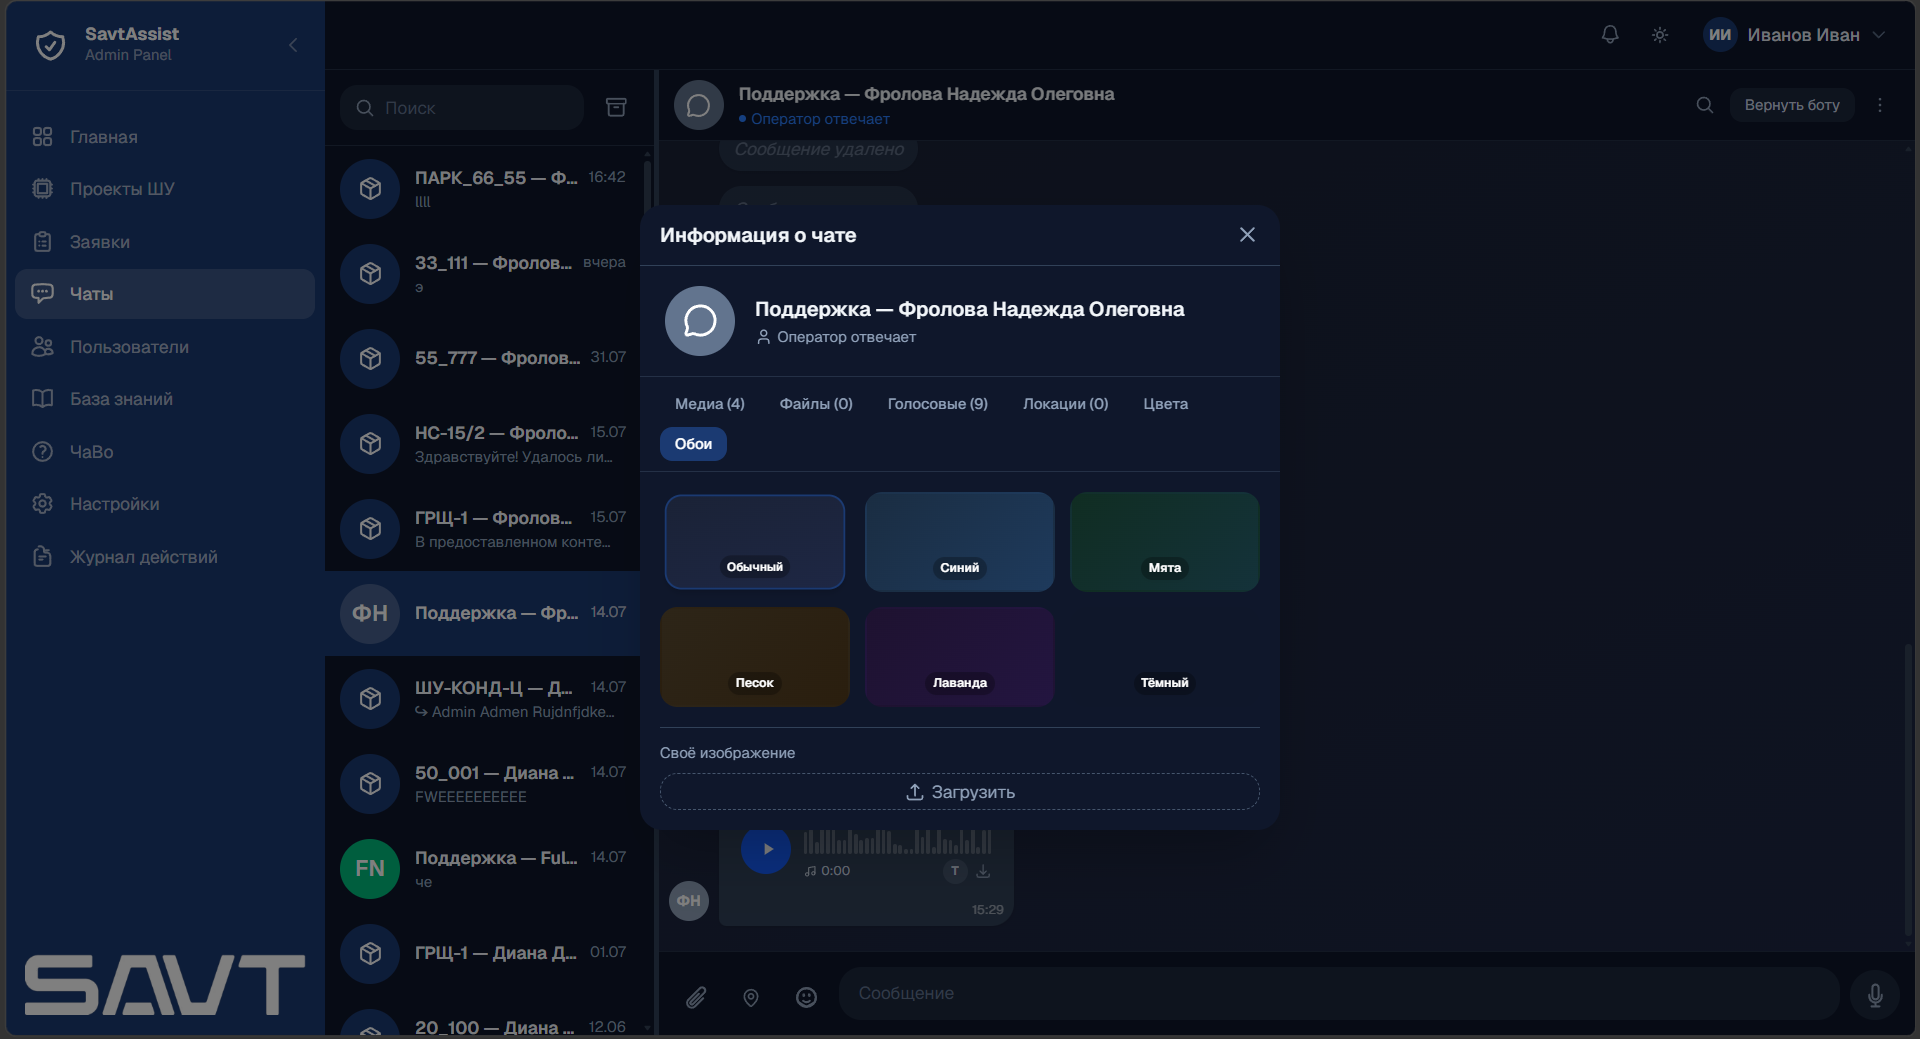 SavtAssist
Admin Panel
Главная
Проекты ШУ
Заявки
Чаты
Пользователи
База знаний
ЧаВо
Настройки
Журнал действий
SAVT
ИИ
Иванов Иван
Поиск
ПАРК_66_55 — Ф...
16:42
llll
33_111 — Фролов...
вчера
э
55_777 — Фролов...
31.07
НС-15/2 — Фроло...
15.07
Здравствуйте! Удалось ли...
ГРЩ-1 — Фролов...
15.07
В предоставленном конте...
ФН
Поддержка — Фр...
14.07
ШУ-КОНД-Ц — Д...
14.07
Admin Admen Rujdnfjdke...
50_001 — Диана ...
14.07
FWEEEEEEEEEE
FN
Поддержка — Ful...
14.07
че
ГРЩ-1 — Диана Д...
01.07
20_100 — Диана ...
12.06
Поддержка — Фролова Надежда Олеговна
Оператор отвечает
Вернуть боту
Сообщение удалено
Информация о чате
Поддержка — Фролова Надежда Олеговна
Оператор отвечает
Медиа (4)
Файлы (0)
Голосовые (9)
Локации (0)
Цвета
Обои
Обычный
Синий
Мята
Песок
Лаванда
Тёмный
Своё изображение
Загрузить
0:00
T
ФН
15:29
Сообщение